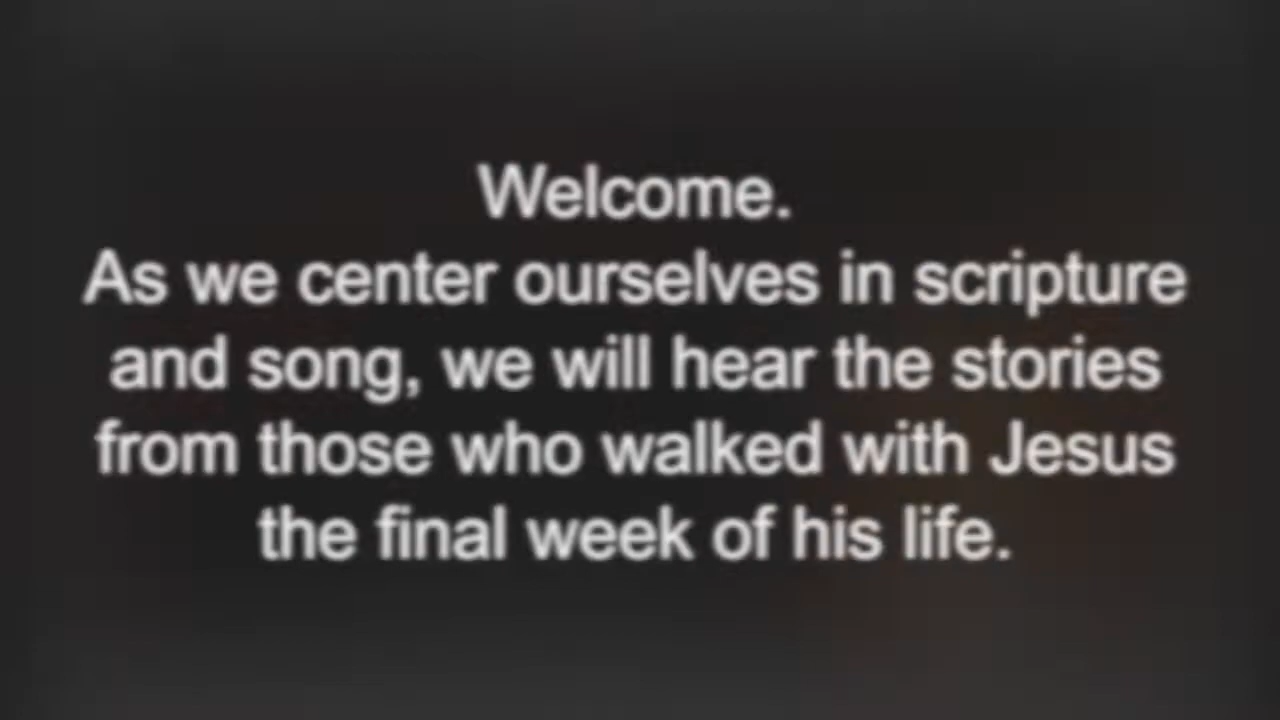 Welcome.
As we center ourselves in scripture
and song, we will hear the stories
from those who walked with Jesus
the final week of his life.